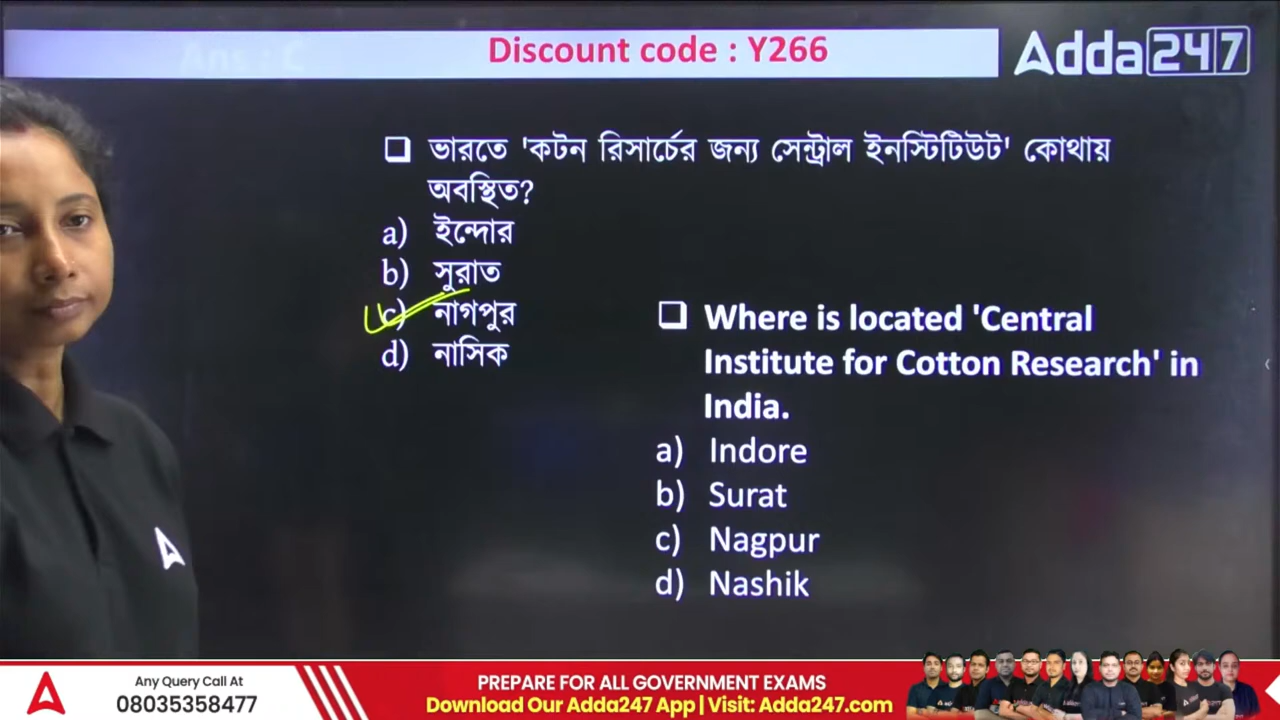 Discount code : Y266
Adda247
Ans : C
❑ ভারতে 'কটন রিসার্চের জন্য সেন্ট্রাল ইনস্টিটিউট' কোথায়
অবস্থিত?
a) ইন্দোর
b) সুরাত
c) নাগপুর
d) নাসিক
❑ Where is located 'Central
Institute for Cotton Research' in
India.
a) Indore
b) Surat
c) Nagpur
d) Nashik
Any Query Call At
08035358477
PREPARE FOR ALL GOVERNMENT EXAMS
Download Our Adda247 App | Visit: Adda247.com